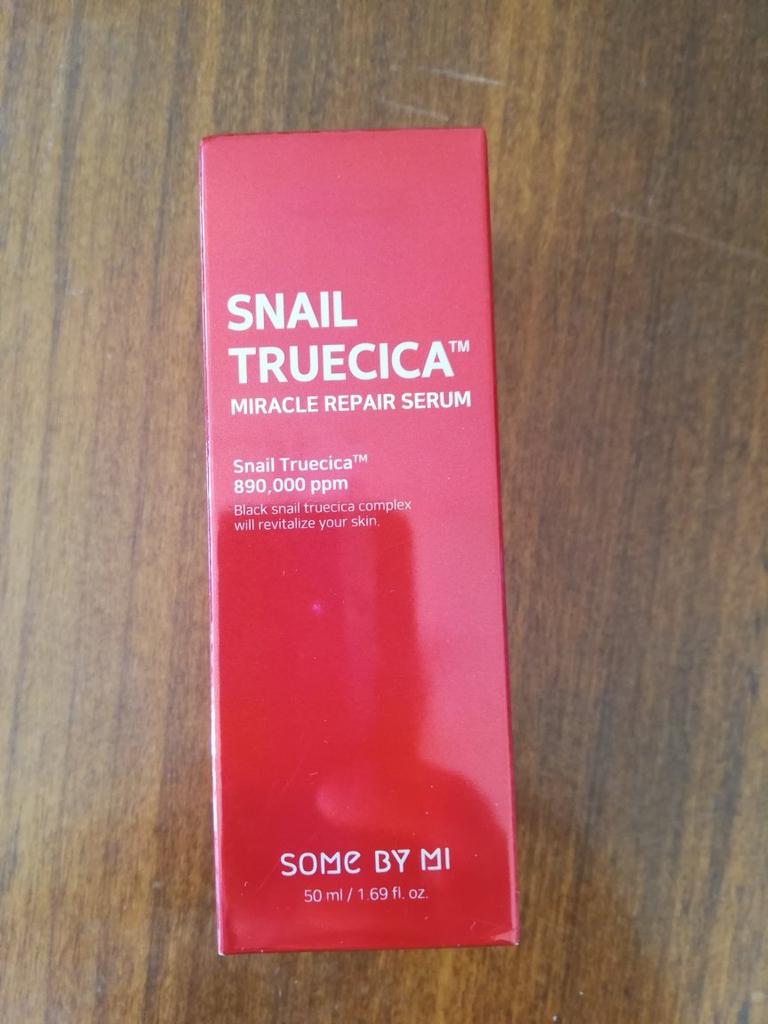 SNAIL
TRUECICA™
MIRACLE REPAIR SERUM
Snail Truecica™
890,000 ppm
Black snail truecica complex
will revitalize your skin.
SOME BY MI
50 ml / 1.69 fl. oz.